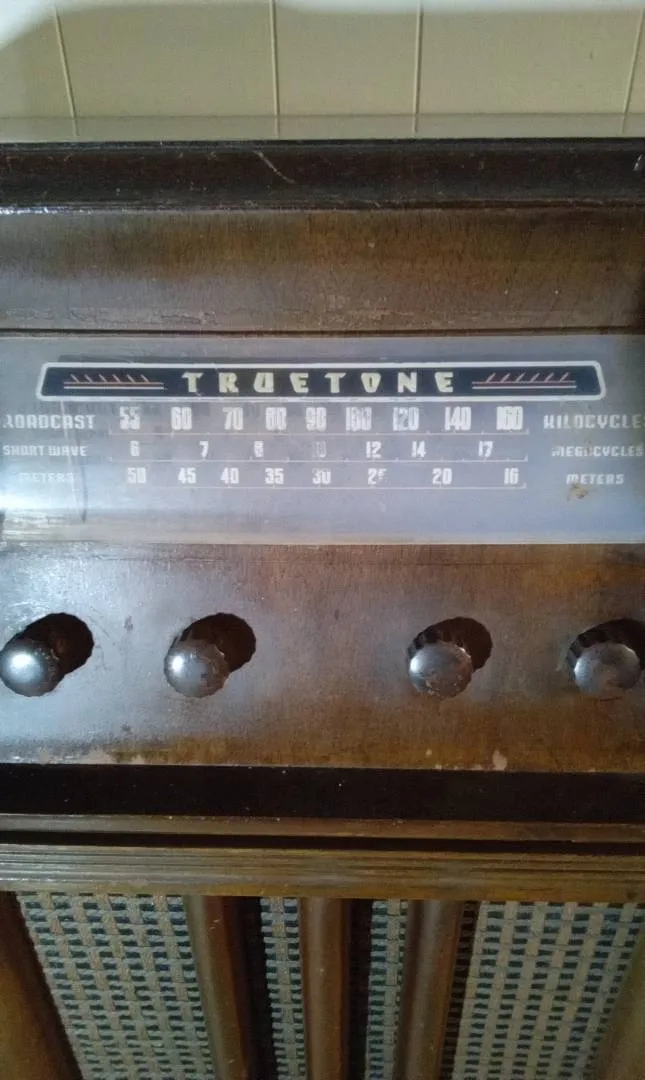 TRUETONE
ROADCAST 55 60 70 80 90 100 120 140 160 KILOCYCLES
SHORT WAVE 6 7 8 10 12 14 17 MEGACYCLES
METERS 50 45 40 35 30 25 20 16 METERS